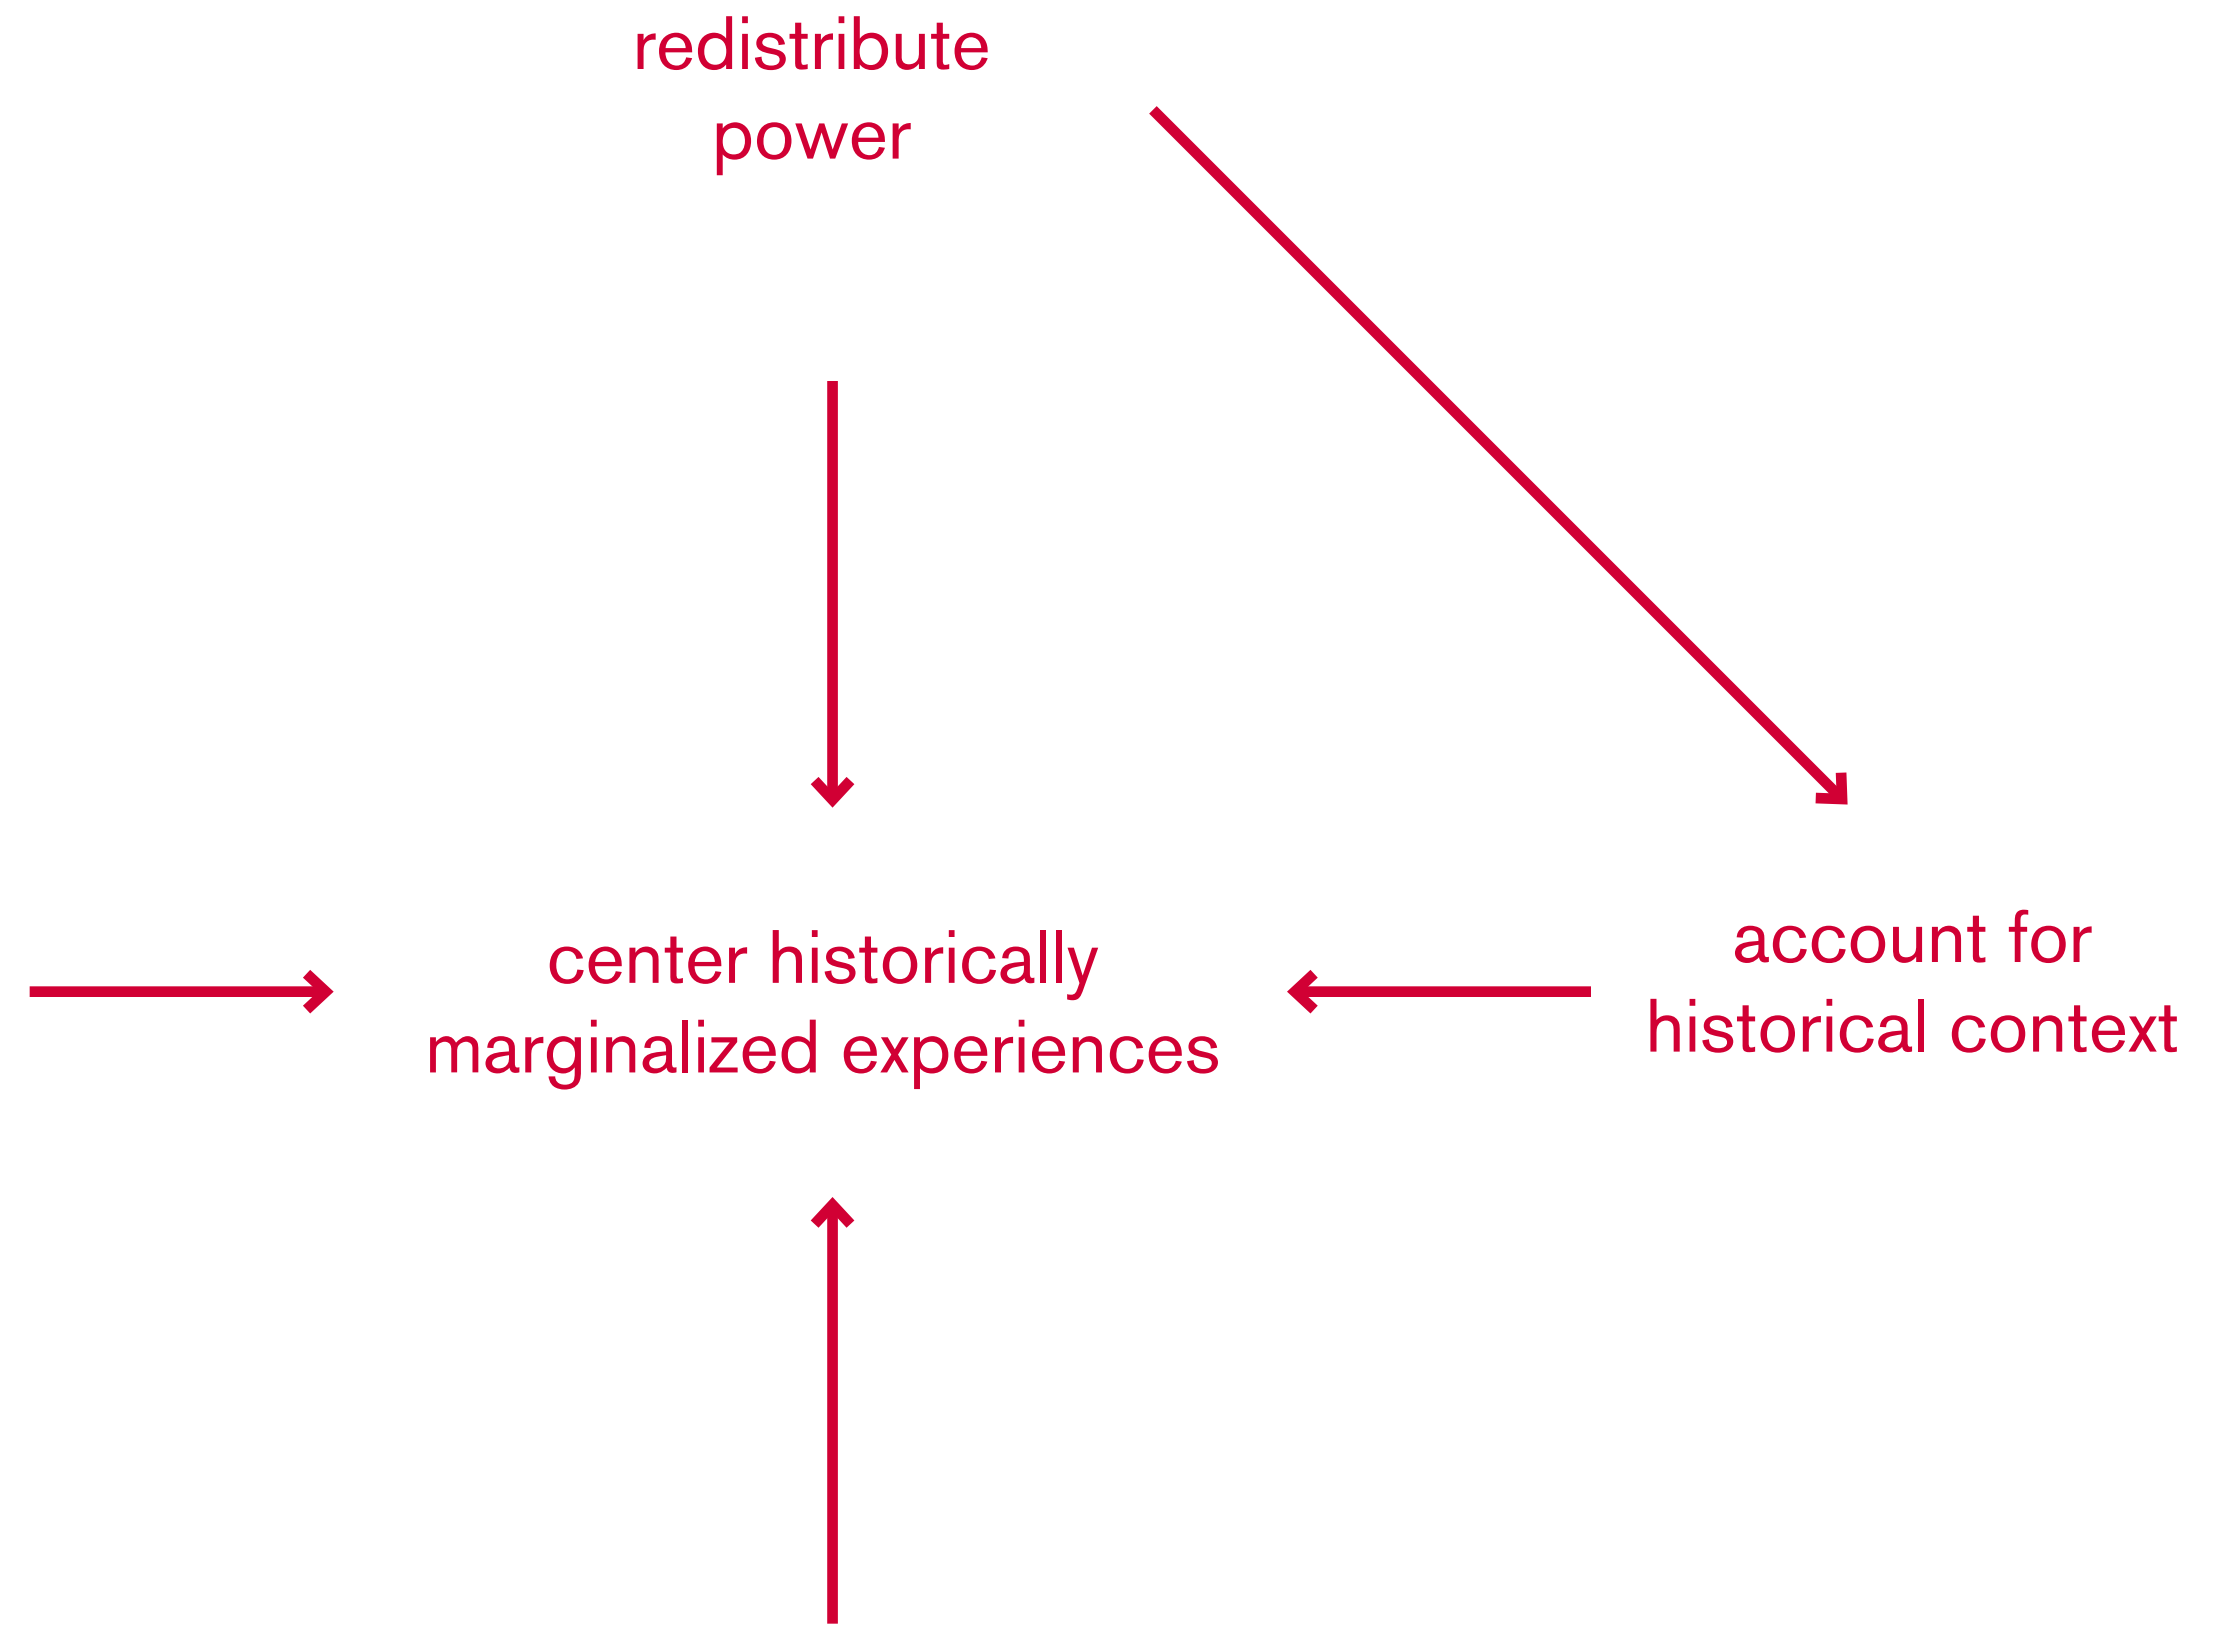 redistribute
power
center historically
marginalized experiences
account for
historical context